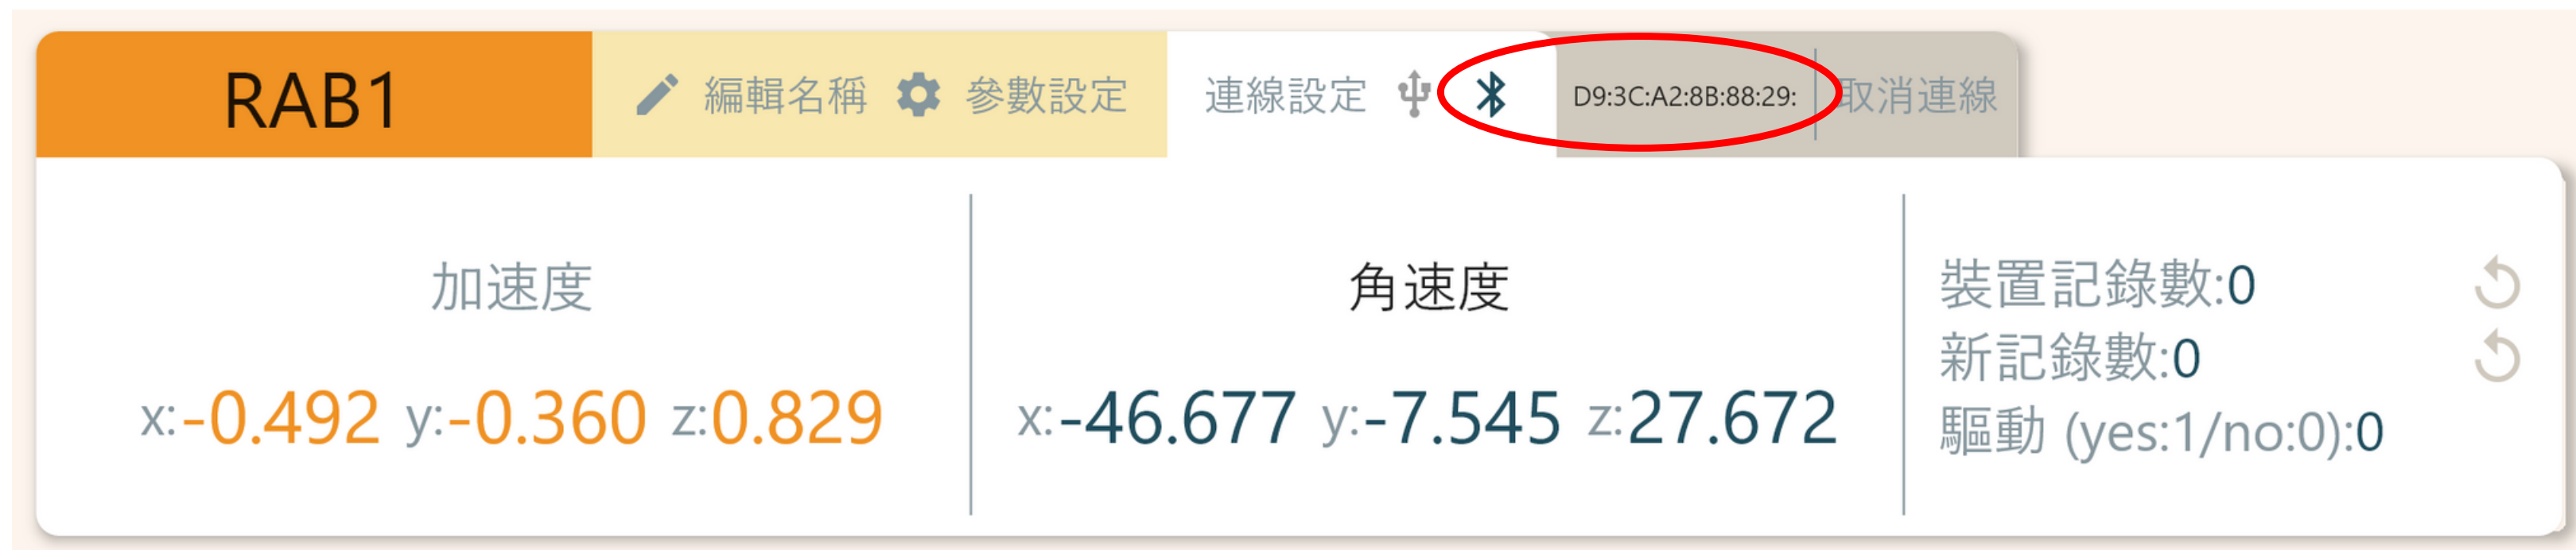 RAB1 編輯名稱 參數設定 連線設定 D9:3C:A2:8B:88:29: 取消連線
加速度
x:-0.492 y:-0.360 z:0.829
角速度
x:-46.677 y:-7.545 z:27.672
裝置記錄數:0
新記錄數:0
驅動 (yes:1/no:0):0